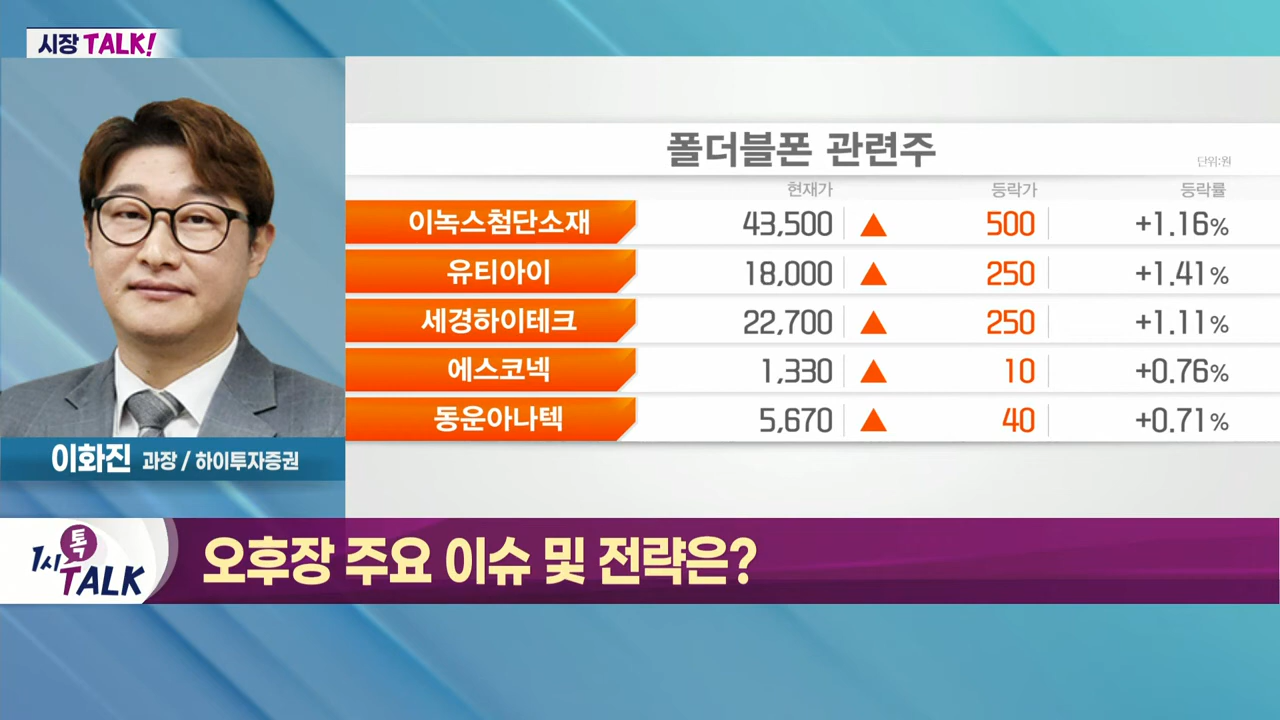 시장 TALK!
폴더블폰 관련주
단위:원
현재가 등락가 등락률
이녹스첨단소재 43,500 ▲ 500 +1.16%
유티아이 18,000 ▲ 250 +1.41%
세경하이테크 22,700 ▲ 250 +1.11%
에스코넥 1,330 ▲ 10 +0.76%
동운아나텍 5,670 ▲ 40 +0.71%
이화진 과장 / 하이투자증권
1시 톡 TALK
오후장 주요 이슈 및 전략은?